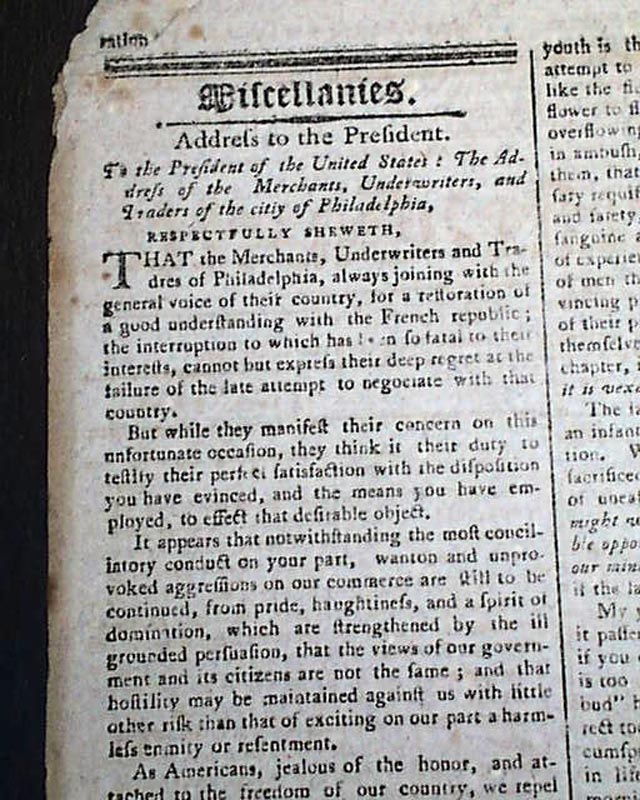 ration
Miſcellanies.
Addreſs to the Preſident.
To the Preſident of the United States: The Ad-
dreſs of the Merchants, Underwriters, and
Traders of the citiy of Philadelphia,
RESPECTFULLY SHEWETH,
THAT the Merchants, Underwriters and Tra-
dres of Philadelphia, always joining with the
general voice of their country, for a reſtoration of
a good underſtanding with the French republic;
the interruption to which has been ſo fatal to their
intereſts, cannot but expreſs their deep regret at the
failure of the late attempt to negociate with that
country.
But while they manifeſt their concern on this
unfortunate occaſion, they think it their duty to
teſtify their perfect ſatisfaction with the diſpoſition
you have evinced, and the means you have em-
ployed, to effect that deſirable object.
It appears that notwithſtanding the moſt concil-
intory conduct on your part, wanton and unpro-
voked aggreſſions on our commerce are ſtill to be
continued, from pride, haughtineſs, and a ſpirit of
domination, which are ſtrengthened by the ill
grounded perſuaſion, that the views of our govern-
ment and its citizens are not the ſame; and that
hoſtility may be maintained againſt us with little
other riſk than that of exciting on our part a harm-
leſs enmity or reſentment.
As Americans, jealous of the honor, and at-
tached to the freedom of our country, we repel
youth is th
attempt to
like the fl
flower to fl
overflowing
in ambuſh,
them, that
ſary requiſ
and ſafety.
ſanguine a
of experien
of men th
vincing p
of their p
themſelve
chapter, 
it is vex
The la
an infant
tion. W
ſacrifice
of uneaſ
might w
ble oppo
our min
if the la
My
it paſſe
if you
is too
bud" h
rect to
cumſp
in life